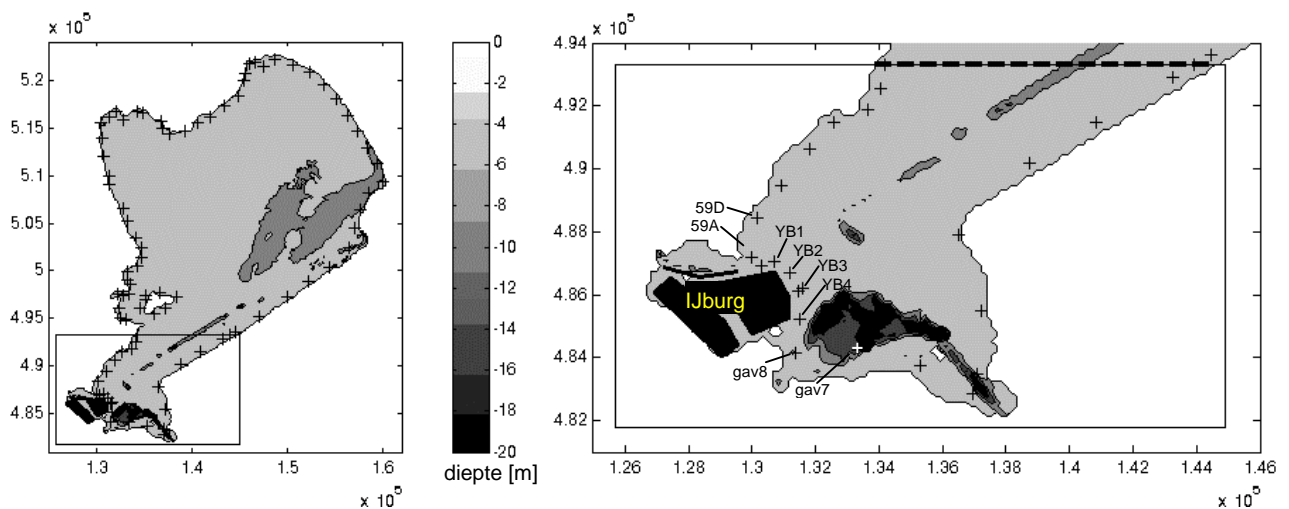 x 10^5
5.2
5.15
5.1
5.05
5
4.95
4.9
4.85
1.3
1.4
1.5
1.6
x 10^5
0
-2
-4
-6
-8
-10
-12
-14
-16
-18
-20
diepte [m]
x 10^5
4.94
4.92
4.9
4.88
4.86
4.84
4.82
59D
59A
YB1
YB2
YB3
YB4
IJburg
gav8
gav7
1.26
1.28
1.3
1.32
1.34
1.36
1.38
1.4
1.42
1.44
1.46
x 10^5